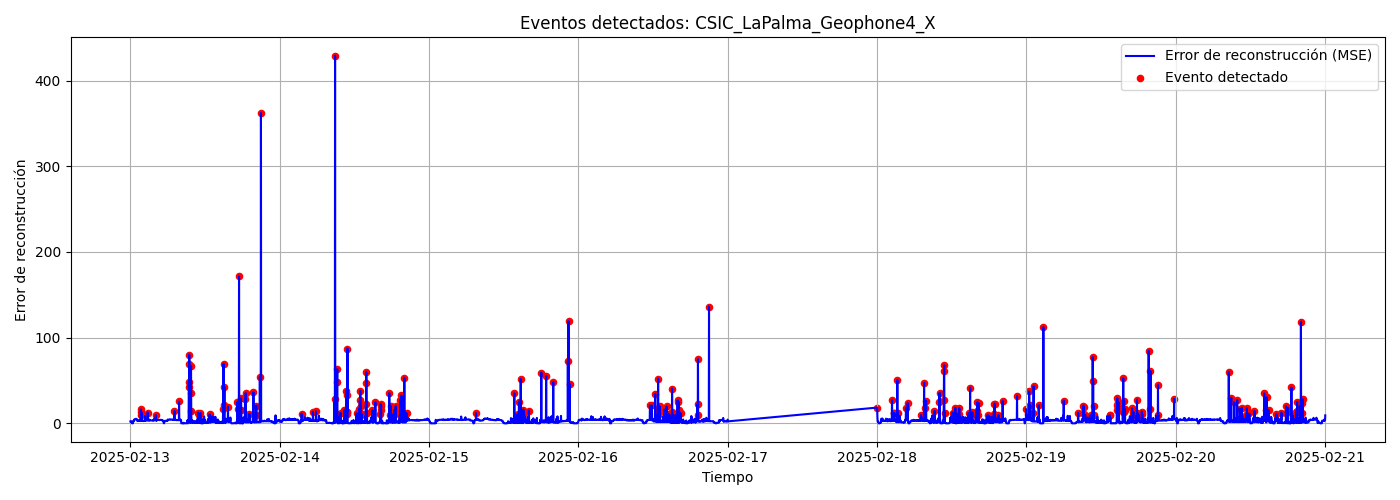 Eventos detectados: CSIC_LaPalma_Geophone4_X
Error de reconstrucción (MSE)
Evento detectado
Error de reconstrucción
400
300
200
100
0
2025-02-13 2025-02-14 2025-02-15 2025-02-16 2025-02-17 2025-02-18 2025-02-19 2025-02-20 2025-02-21
Tiempo